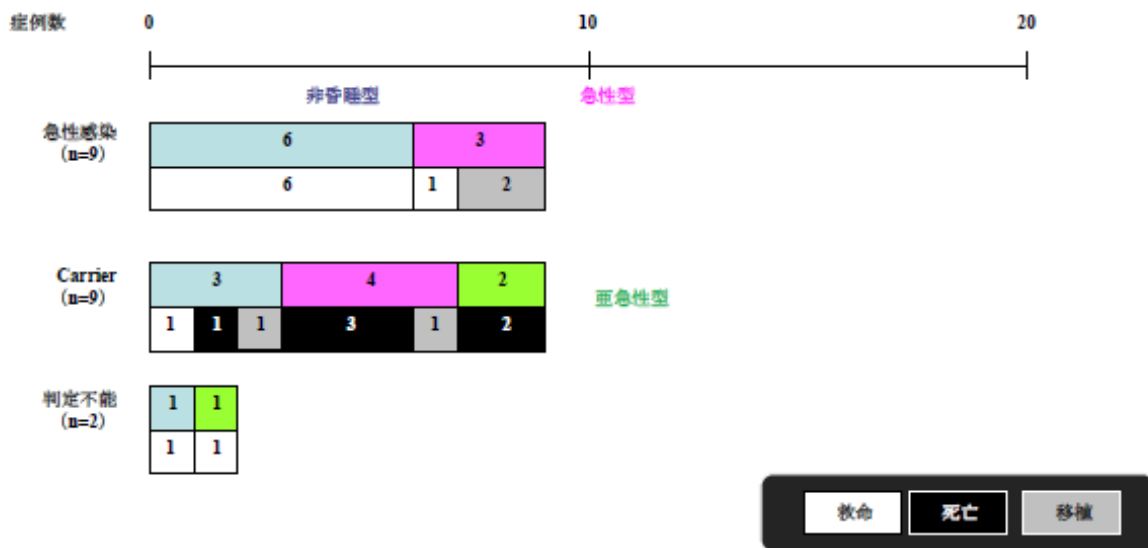 症例数 0 10 20
非昏睡型 急性型
急性感染
(n=9)
6 3
6 1 2
Carrier
(n=9)
3 4 2
亜急性型
1 1 1 3 1 2
判定不能
(n=2)
1 1
1 1
救命 死亡 移植